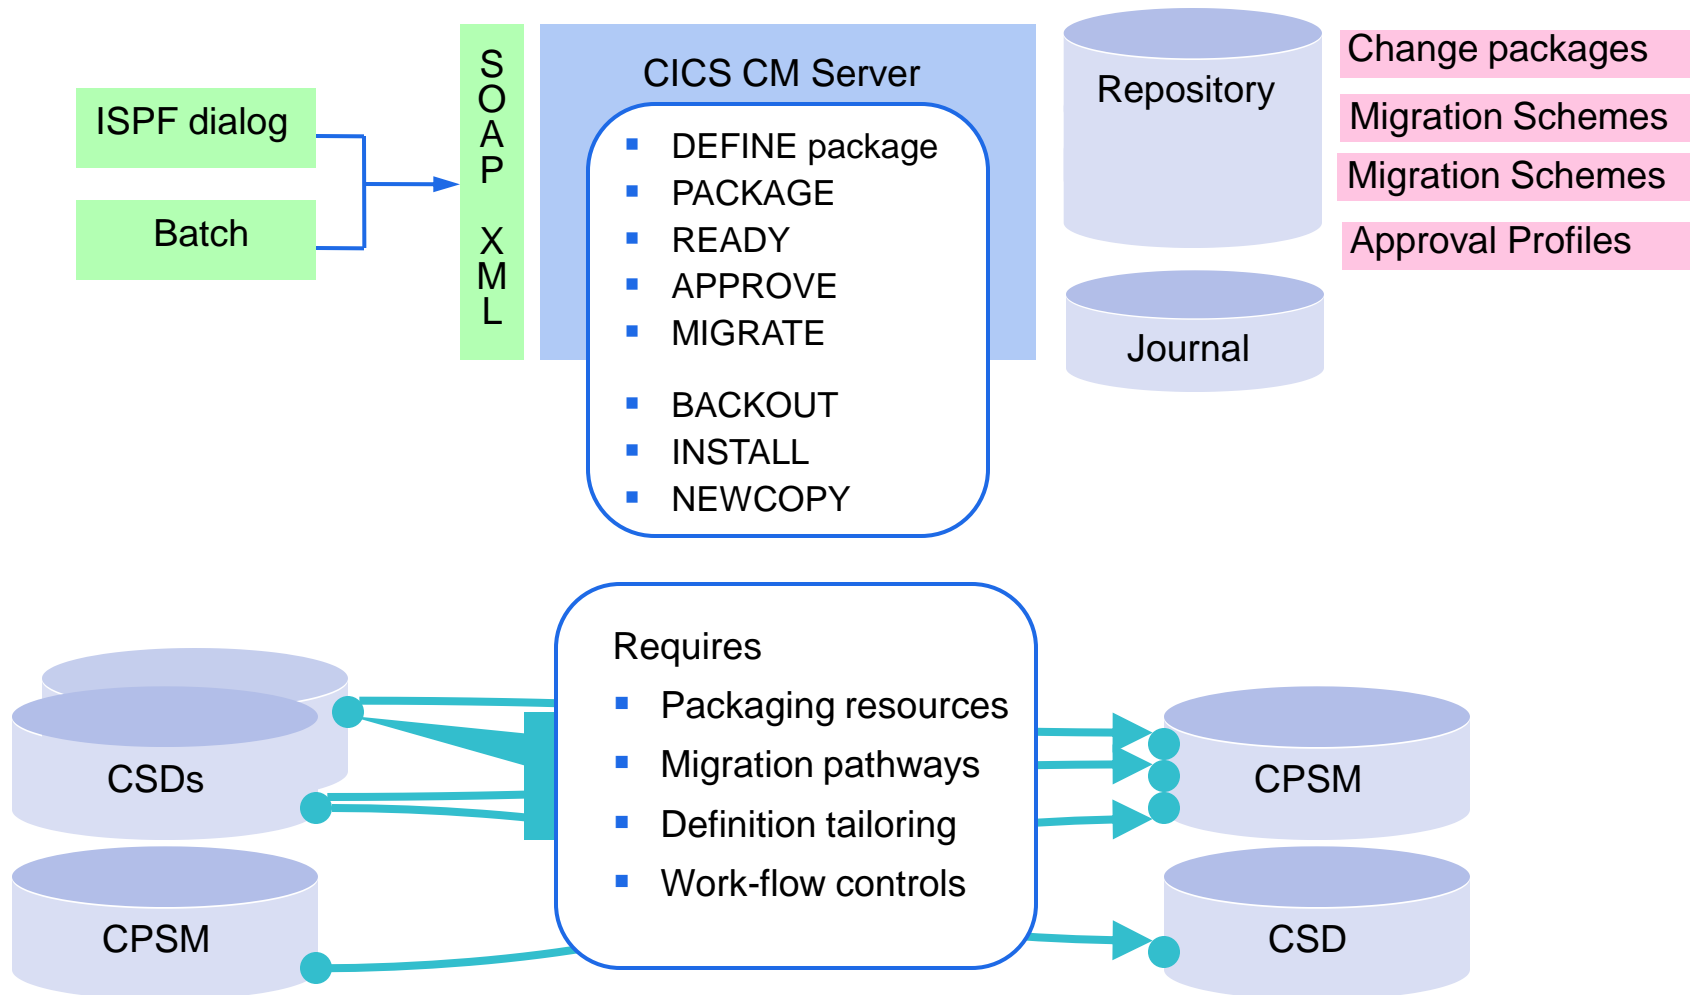 ISPF dialog
Batch
S
O
A
P
X
M
L
CICS CM Server
▪ DEFINE package
▪ PACKAGE
▪ READY
▪ APPROVE
▪ MIGRATE
▪ BACKOUT
▪ INSTALL
▪ NEWCOPY
Repository
Journal
Change packages
Migration Schemes
Migration Schemes
Approval Profiles
CSDs
CPSM
Requires
▪ Packaging resources
▪ Migration pathways
▪ Definition tailoring
▪ Work-flow controls
CPSM
CSD